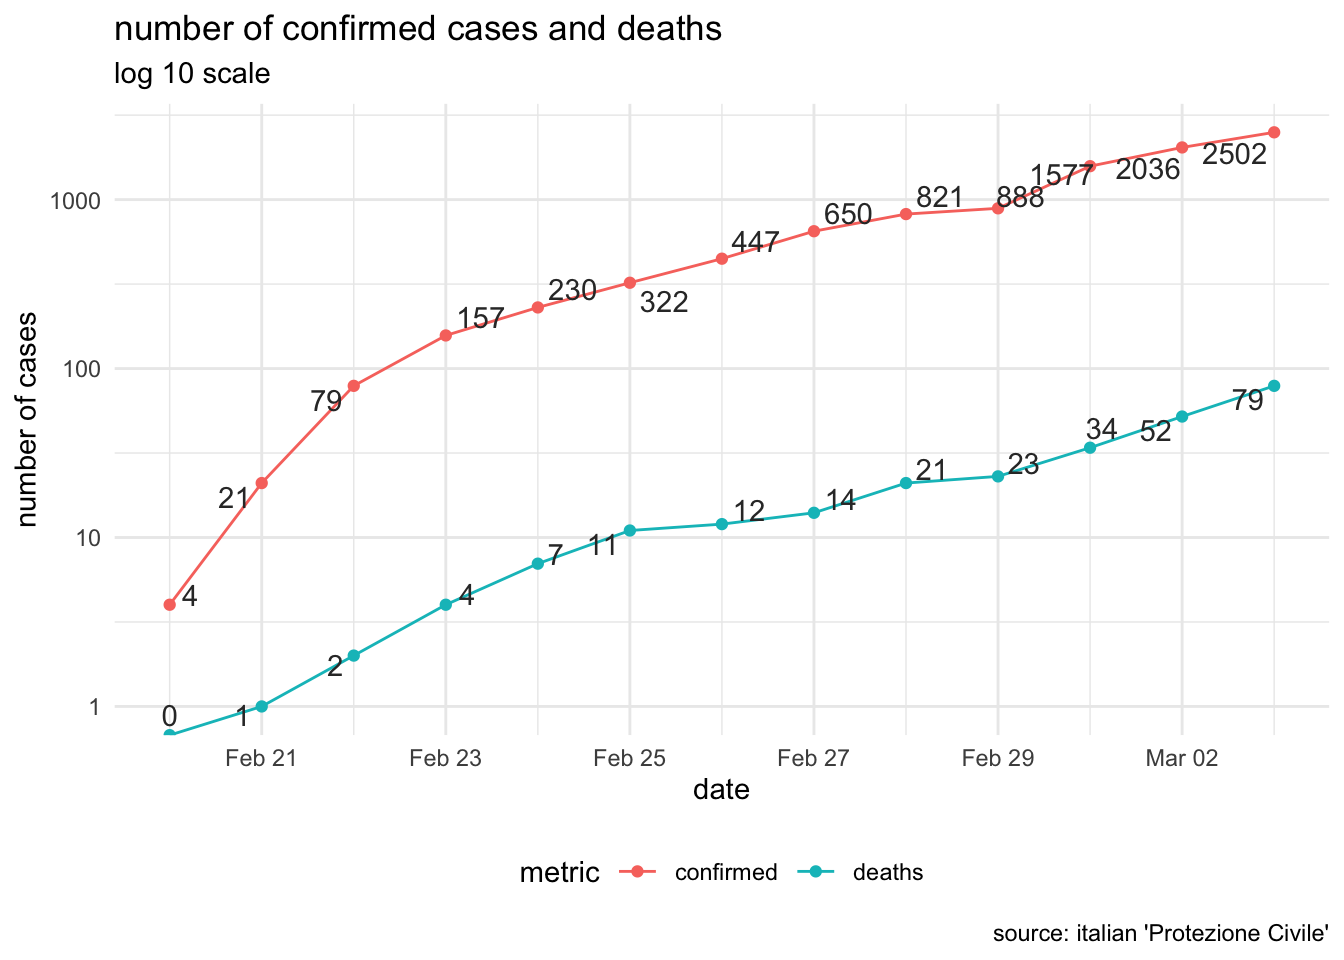 number of confirmed cases and deaths
log 10 scale
number of cases
1000
100
10
1
4
21
79
157
230
322
447
650
821
888
1577
2036
2502
0
1
2
4
7
11
12
14
21
23
34
52
79
Feb 21
Feb 23
Feb 25
Feb 27
Feb 29
Mar 02
date
metric confirmed deaths
source: italian 'Protezione Civile'